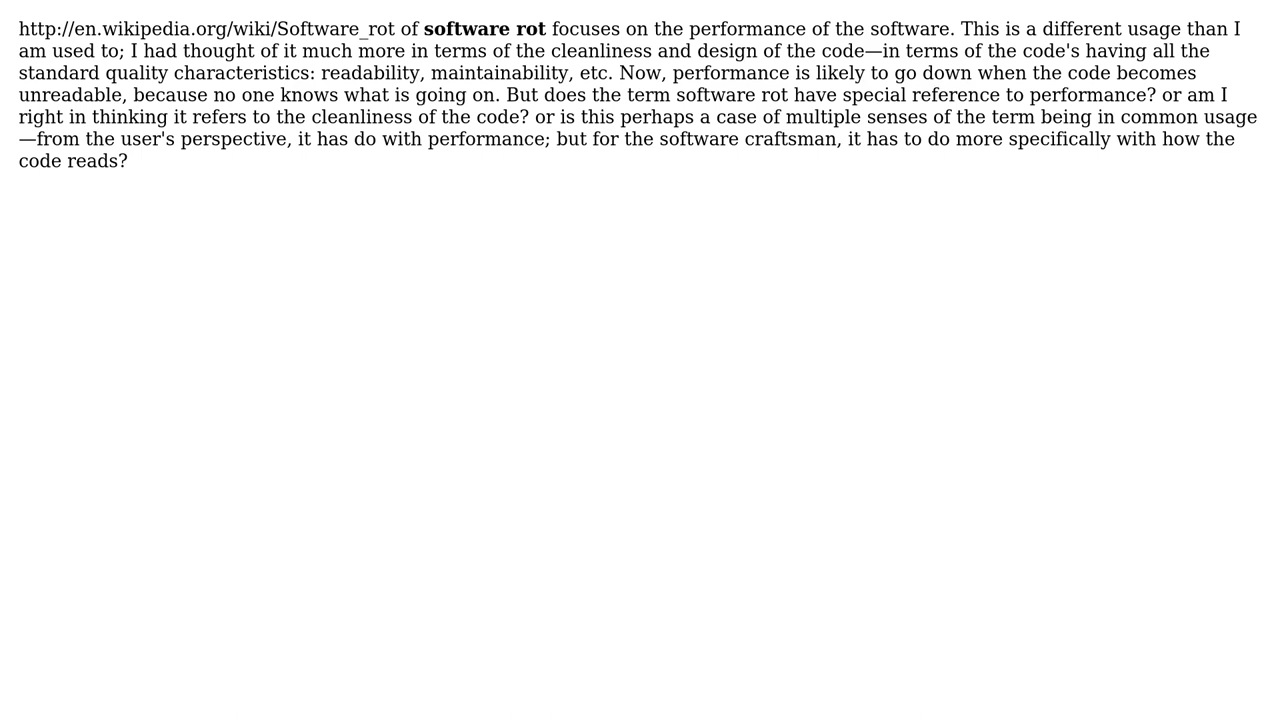 http://en.wikipedia.org/wiki/Software_rot of software rot focuses on the performance of the software. This is a different usage than I
am used to; I had thought of it much more in terms of the cleanliness and design of the code—in terms of the code's having all the
standard quality characteristics: readability, maintainability, etc. Now, performance is likely to go down when the code becomes
unreadable, because no one knows what is going on. But does the term software rot have special reference to performance? or am I
right in thinking it refers to the cleanliness of the code? or is this perhaps a case of multiple senses of the term being in common usage
—from the user's perspective, it has do with performance; but for the software craftsman, it has to do more specifically with how the
code reads?